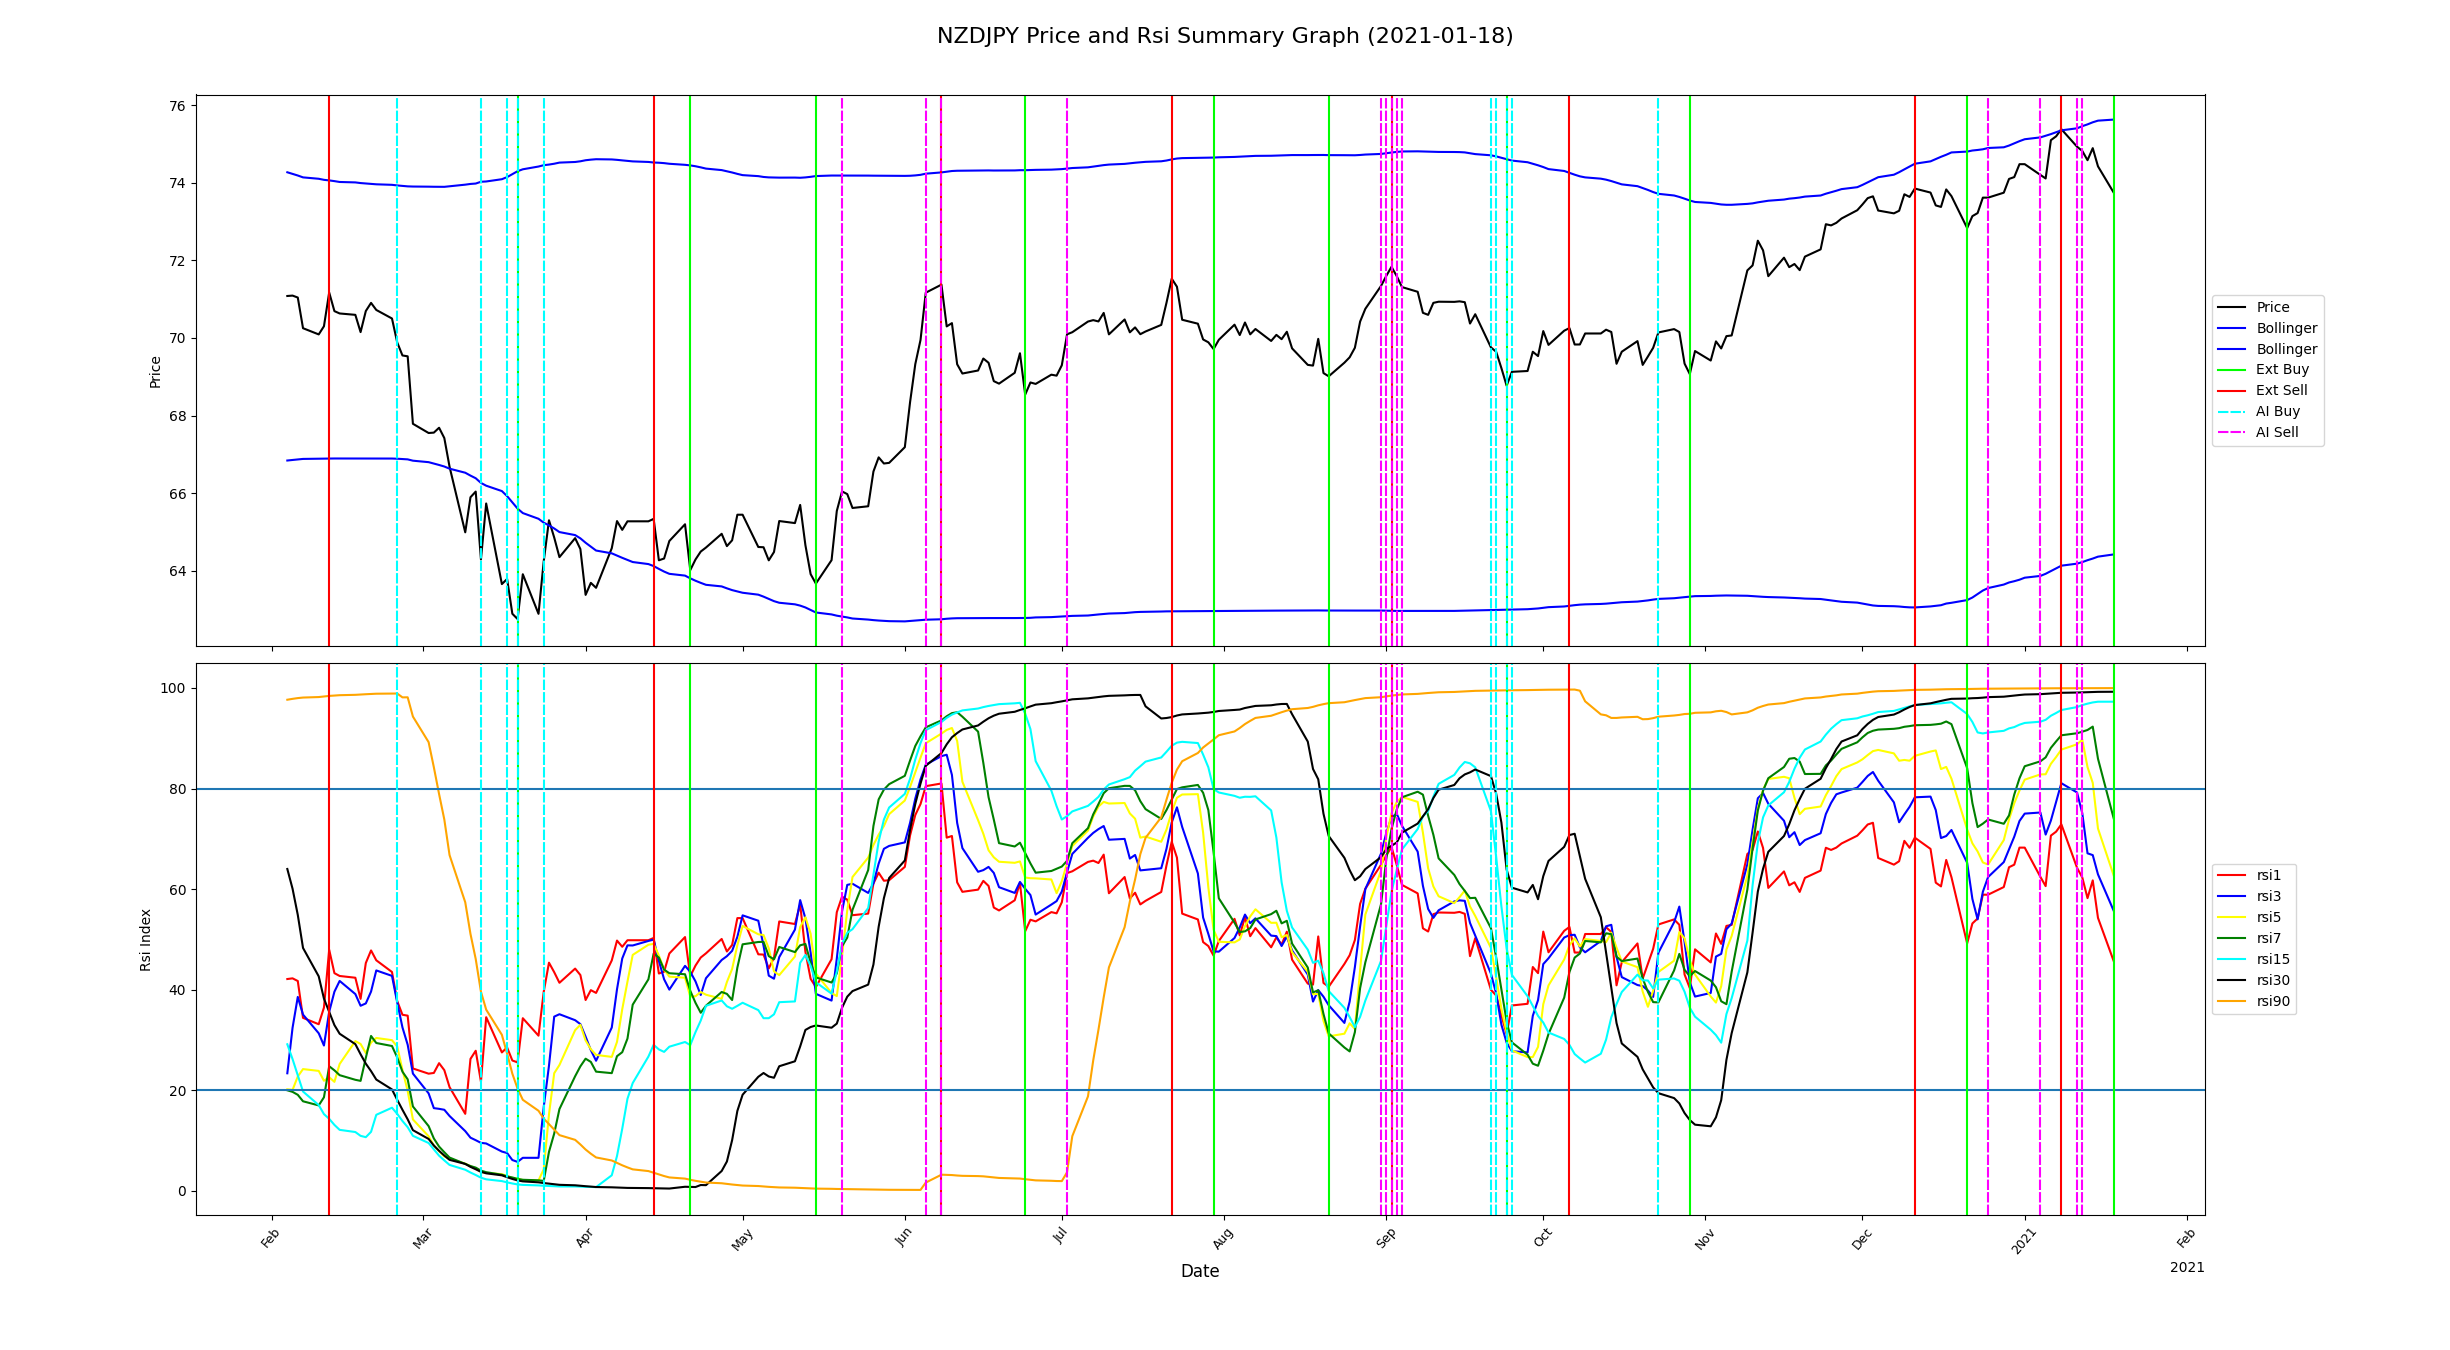 NZDJPY Price and Rsi Summary Graph (2021-01-18)
76
74
72
70
68
66
64
Price
Price
Bollinger
Bollinger
Ext Buy
Ext Sell
AI Buy
AI Sell
100
80
60
40
20
0
Rsi Index
rsi1
rsi3
rsi5
rsi7
rsi15
rsi30
rsi90
Feb
Mar
Apr
May
Jun
Jul
Aug
Sep
Oct
Nov
Dec
2021
Feb
Date
2021